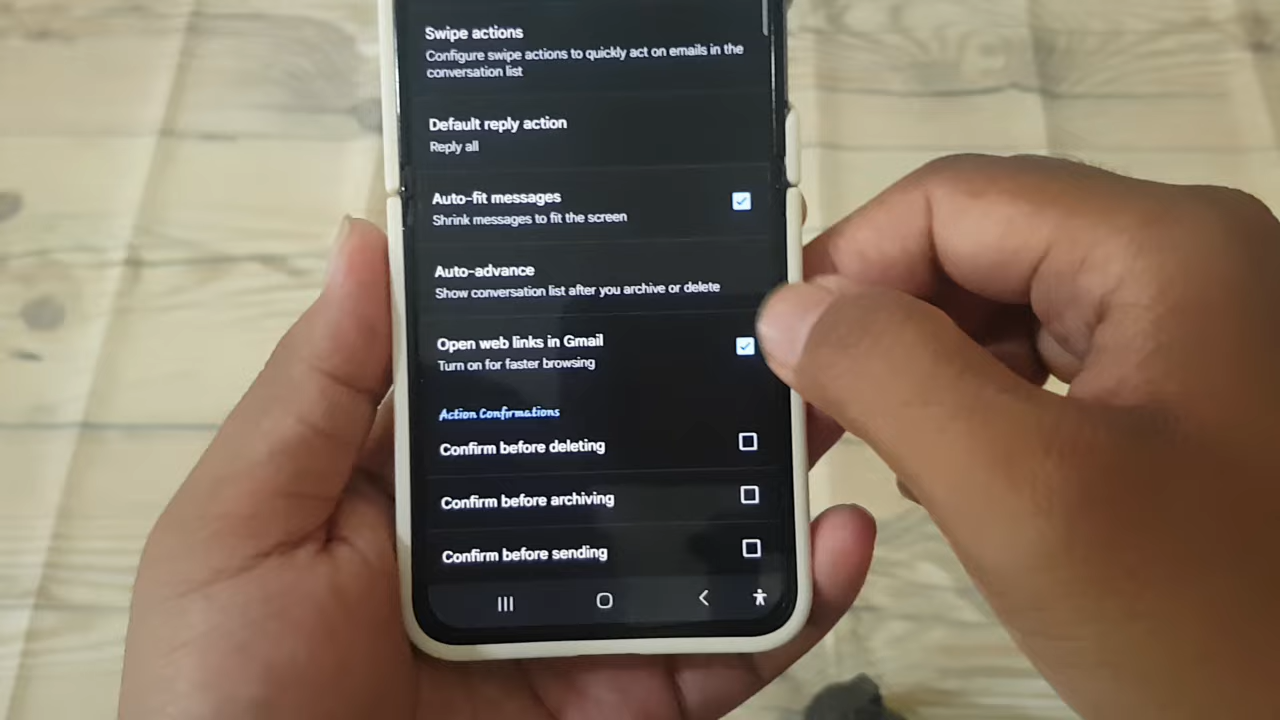 Swipe actions
Configure swipe actions to quickly act on emails in the
conversation list
Default reply action
Reply all
Auto-fit messages
Shrink messages to fit the screen
Auto-advance
Show conversation list after you archive or delete
Open web links in Gmail
Turn on for faster browsing
Action Confirmations
Confirm before deleting
Confirm before archiving
Confirm before sending